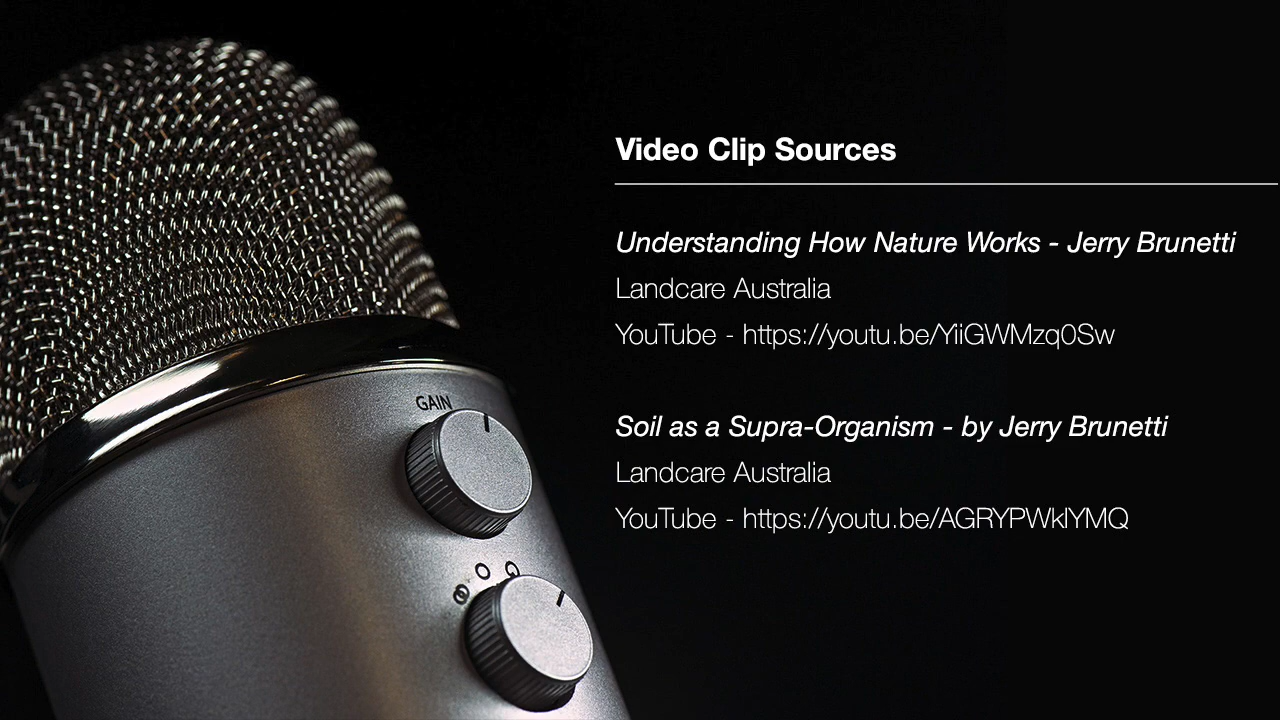 Video Clip Sources
Understanding How Nature Works - Jerry Brunetti
Landcare Australia
YouTube - https://youtu.be/YiiGWMzq0Sw
Soil as a Supra-Organism - by Jerry Brunetti
Landcare Australia
YouTube - https://youtu.be/AGRYPWklYMQ
GAIN